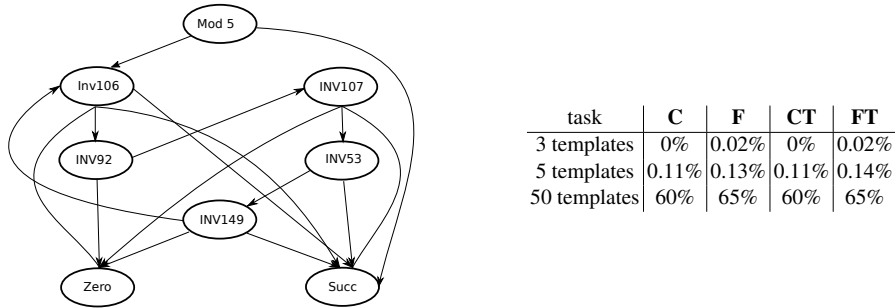 Mod 5
Inv106
INV107
INV92
INV53
INV149
Zero
Succ
task C F CT FT
3 templates 0% 0.02% 0% 0.02%
5 templates 0.11% 0.13% 0.11% 0.14%
50 templates 60% 65% 60% 65%